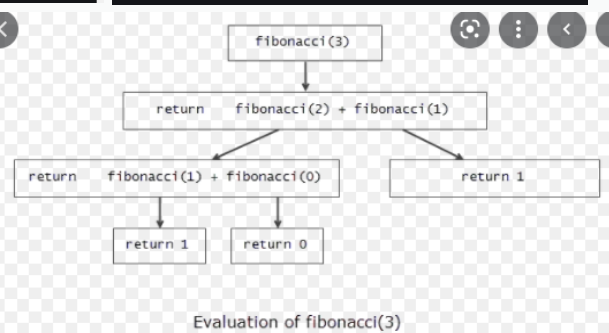 fibonacci(3)
return fibonacci(2) + fibonacci(1)
return fibonacci(1) + fibonacci(0)
return 1
return 1
return 0
Evaluation of fibonacci(3)